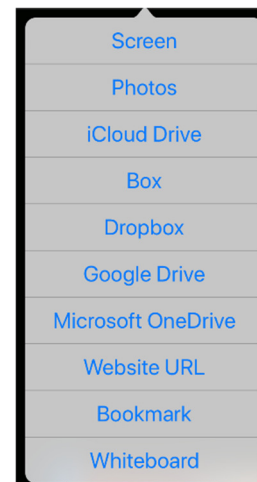 Screen
Photos
iCloud Drive
Box
Dropbox
Google Drive
Microsoft OneDrive
Website URL
Bookmark
Whiteboard